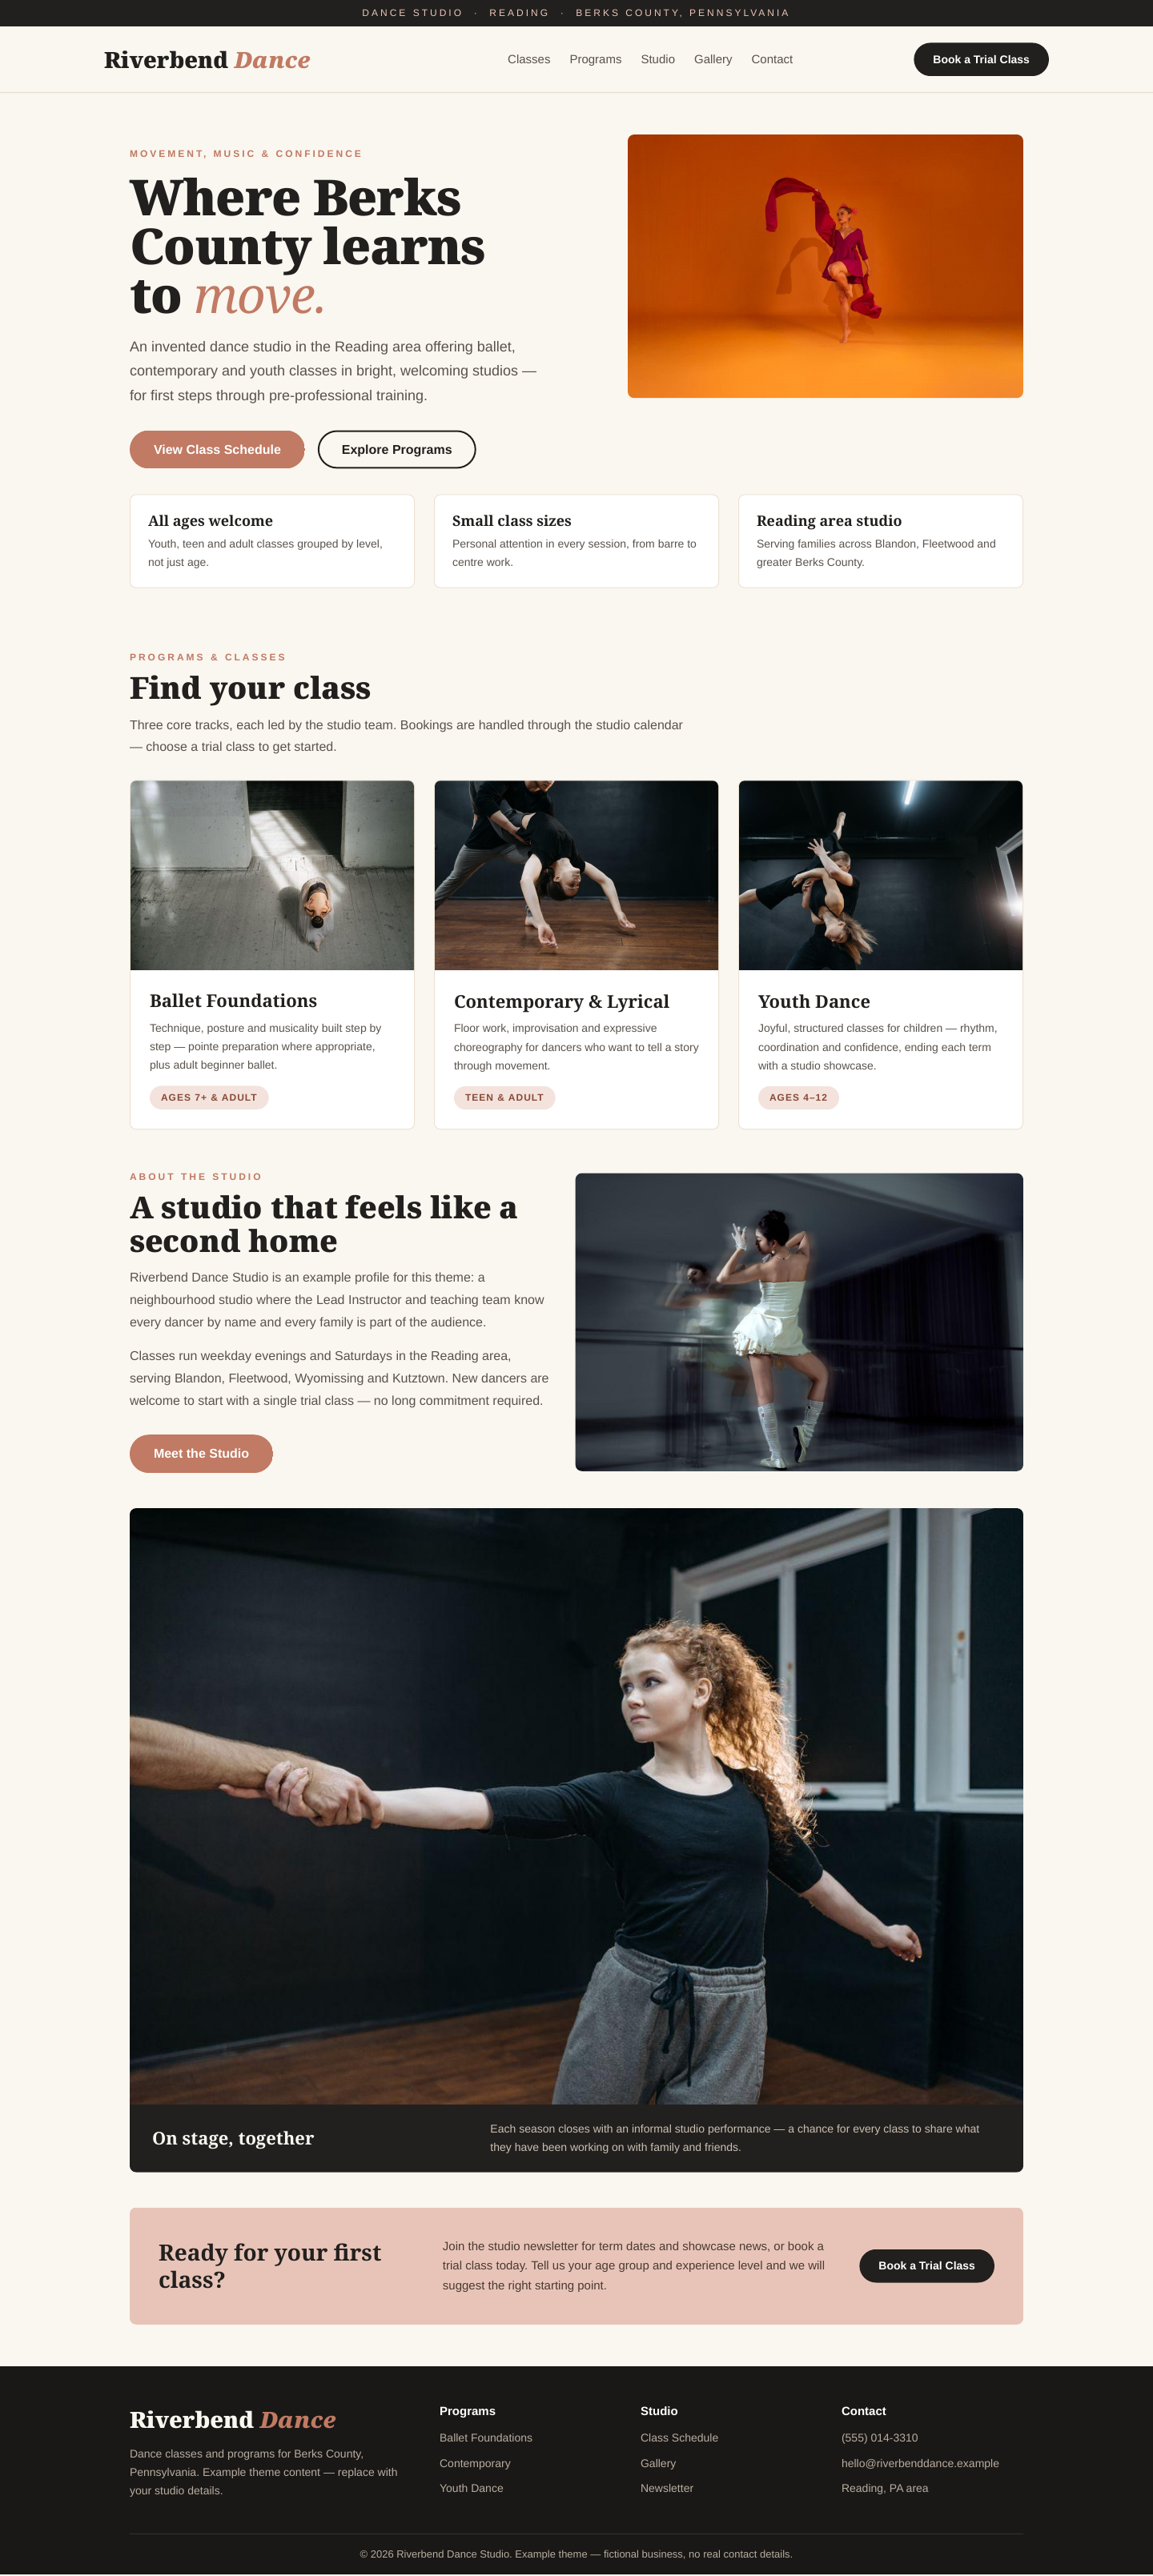 DANCE STUDIO · READING · BERKS COUNTY, PENNSYLVANIA
Riverbend Dance
Classes Programs Studio Gallery Contact
Book a Trial Class
MOVEMENT, MUSIC & CONFIDENCE
Where Berks
County learns
to move.
An invented dance studio in the Reading area offering ballet,
contemporary and youth classes in bright, welcoming studios —
for first steps through pre-professional training.
View Class Schedule
Explore Programs
All ages welcome
Youth, teen and adult classes grouped by level,
not just age.
Small class sizes
Personal attention in every session, from barre to
centre work.
Reading area studio
Serving families across Blandon, Fleetwood and
greater Berks County.
PROGRAMS & CLASSES
Find your class
Three core tracks, each led by the studio team. Bookings are handled through the studio calendar
— choose a trial class to get started.
Ballet Foundations
Technique, posture and musicality built step by
step — pointe preparation where appropriate,
plus adult beginner ballet.
AGES 7+ & ADULT
Contemporary & Lyrical
Floor work, improvisation and expressive
choreography for dancers who want to tell a story
through movement.
TEEN & ADULT
Youth Dance
Joyful, structured classes for children — rhythm,
coordination and confidence, ending each term
with a studio showcase.
AGES 4–12
ABOUT THE STUDIO
A studio that feels like a
second home
Riverbend Dance Studio is an example profile for this theme: a
neighbourhood studio where the Lead Instructor and teaching team know
every dancer by name and every family is part of the audience.
Classes run weekday evenings and Saturdays in the Reading area,
serving Blandon, Fleetwood, Wyomissing and Kutztown. New dancers are
welcome to start with a single trial class — no long commitment required.
Meet the Studio
On stage, together
Each season closes with an informal studio performance — a chance for every class to share what
they have been working on with family and friends.
Ready for your first
class?
Join the studio newsletter for term dates and showcase news, or book a
trial class today. Tell us your age group and experience level and we will
suggest the right starting point.
Book a Trial Class
Riverbend Dance
Dance classes and programs for Berks County,
Pennsylvania. Example theme content — replace with
your studio details.
Programs
Ballet Foundations
Contemporary
Youth Dance
Studio
Class Schedule
Gallery
Newsletter
Contact
(555) 014-3310
hello@riverbenddance.example
Reading, PA area
© 2026 Riverbend Dance Studio. Example theme — fictional business, no real contact details.